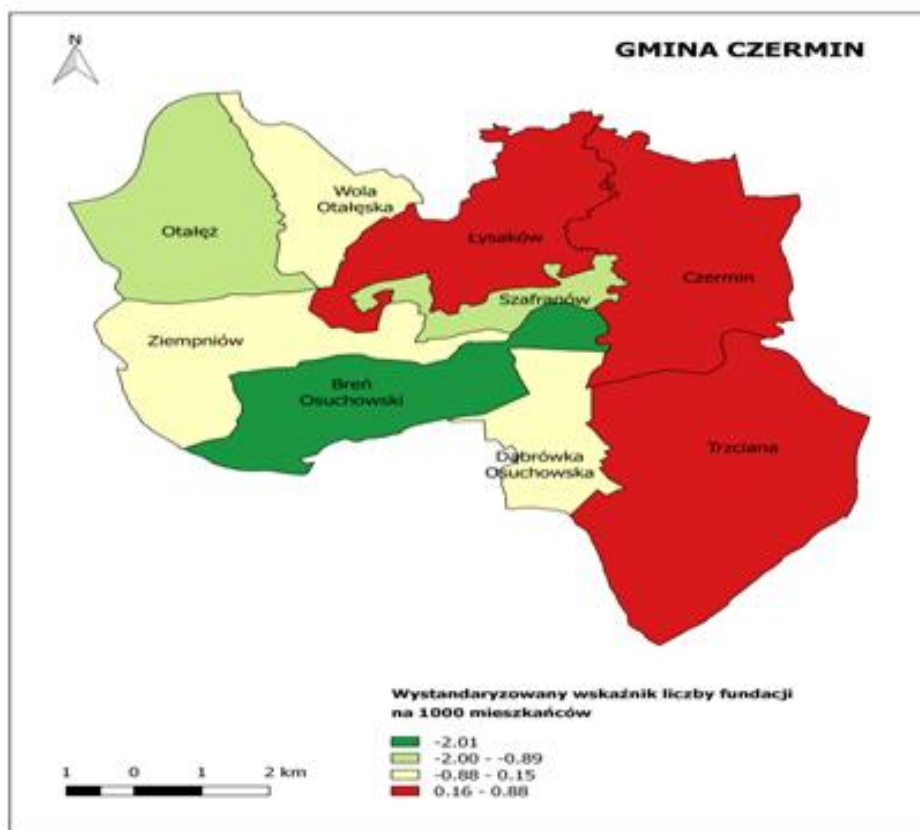 GMINA CZERMIN
N
Wola
Otałęska
Otałęż
Łysaków
Czermin
Szafranów
Ziempniów
Breń
Osuchowski
Trzciana
Dąbrówka
Osuchowska
Wystandaryzowany wskaźnik liczby fundacji
na 1000 mieszkańców
-2.01
-2.00 - -0.89
-0.88 - 0.15
0.16 - 0.88
1 0 1 2 km